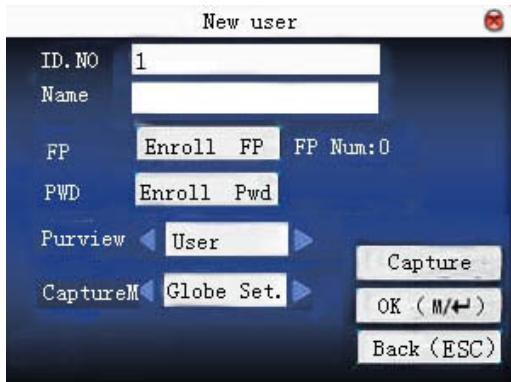 New user
ID.NO 1
Name
FP Enroll FP FP Num:0
PWD Enroll Pwd
Purview User
Capture
CaptureM Globe Set.
OK (M/↵)
Back(ESC)